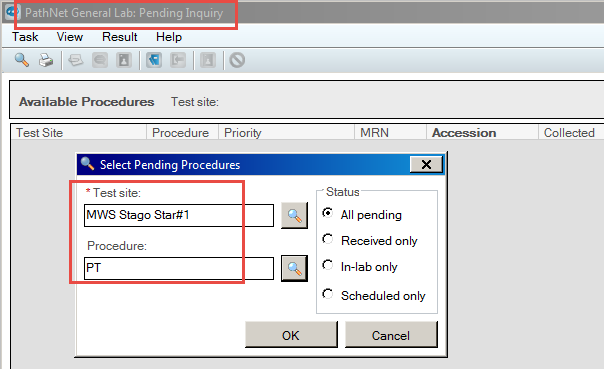 PathNet General Lab: Pending Inquiry
Task View Result Help
Available Procedures Test site:
Test Site Procedure Priority MRN Accession Collected
Select Pending Procedures
* Test site:
MWS Stago Star#1
Procedure:
PT
Status
All pending
Received only
In-lab only
Scheduled only
OK Cancel